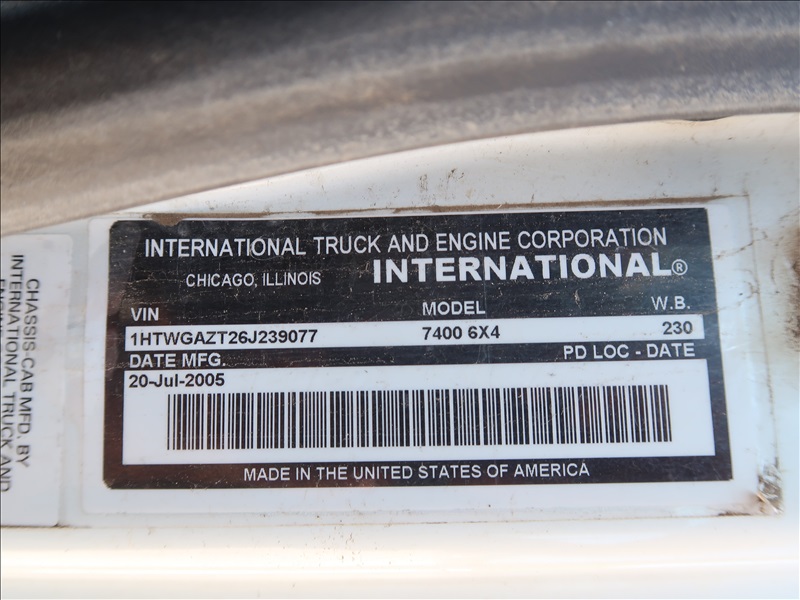 INTERNATIONAL TRUCK AND ENGINE CORPORATION
CHICAGO, ILLINOIS INTERNATIONAL®
VIN MODEL W.B.
1HTWGAZT26J239077 7400 6X4 230
DATE MFG. PD LOC - DATE
20-Jul-2005
MADE IN THE UNITED STATES OF AMERICA
CHASSIS-CAB MFD. BY
INTERNATIONAL TRUCK AND